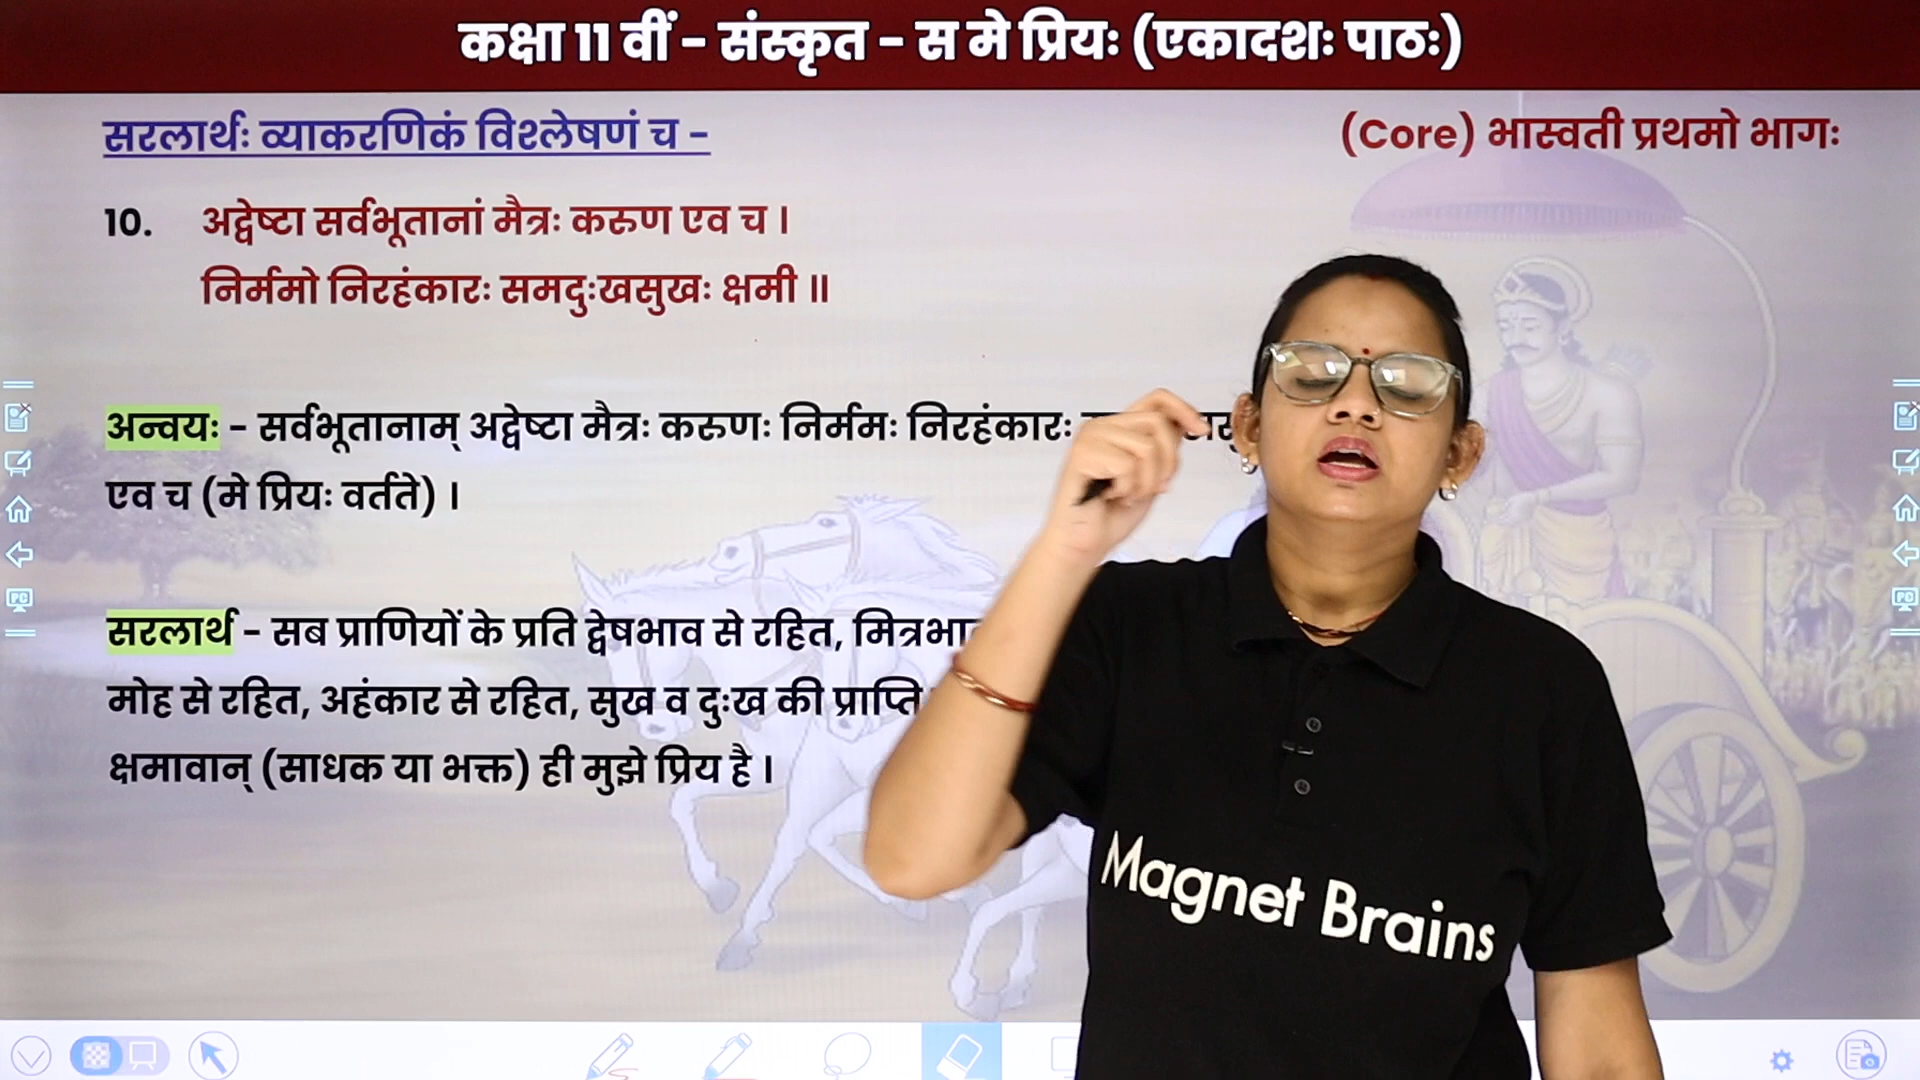 कक्षा 11 वीं - संस्कृत - स मे प्रियः (एकादशः पाठः)
सरलार्थः व्याकरणिकं विश्लेषणं च -
(Core) भास्वती प्रथमो भागः
10. अद्वेष्टा सर्वभूतानां मैत्रः करुण एव च ।
निर्ममो निरहंकारः समदुःखसुखः क्षमी ॥
अन्वयः - सर्वभूतानाम् अद्वेष्टा मैत्रः करुणः निर्ममः निरहंकारः
एव च (मे प्रियः वर्तते) ।
सरलार्थ - सब प्राणियों के प्रति द्वेषभाव से रहित,
मोह से रहित, अहंकार से रहित, सुख व दुःख की प्राप्ति
क्षमावान् (साधक या भक्त) ही मुझे प्रिय है ।
Magnet Brains
PC
PC